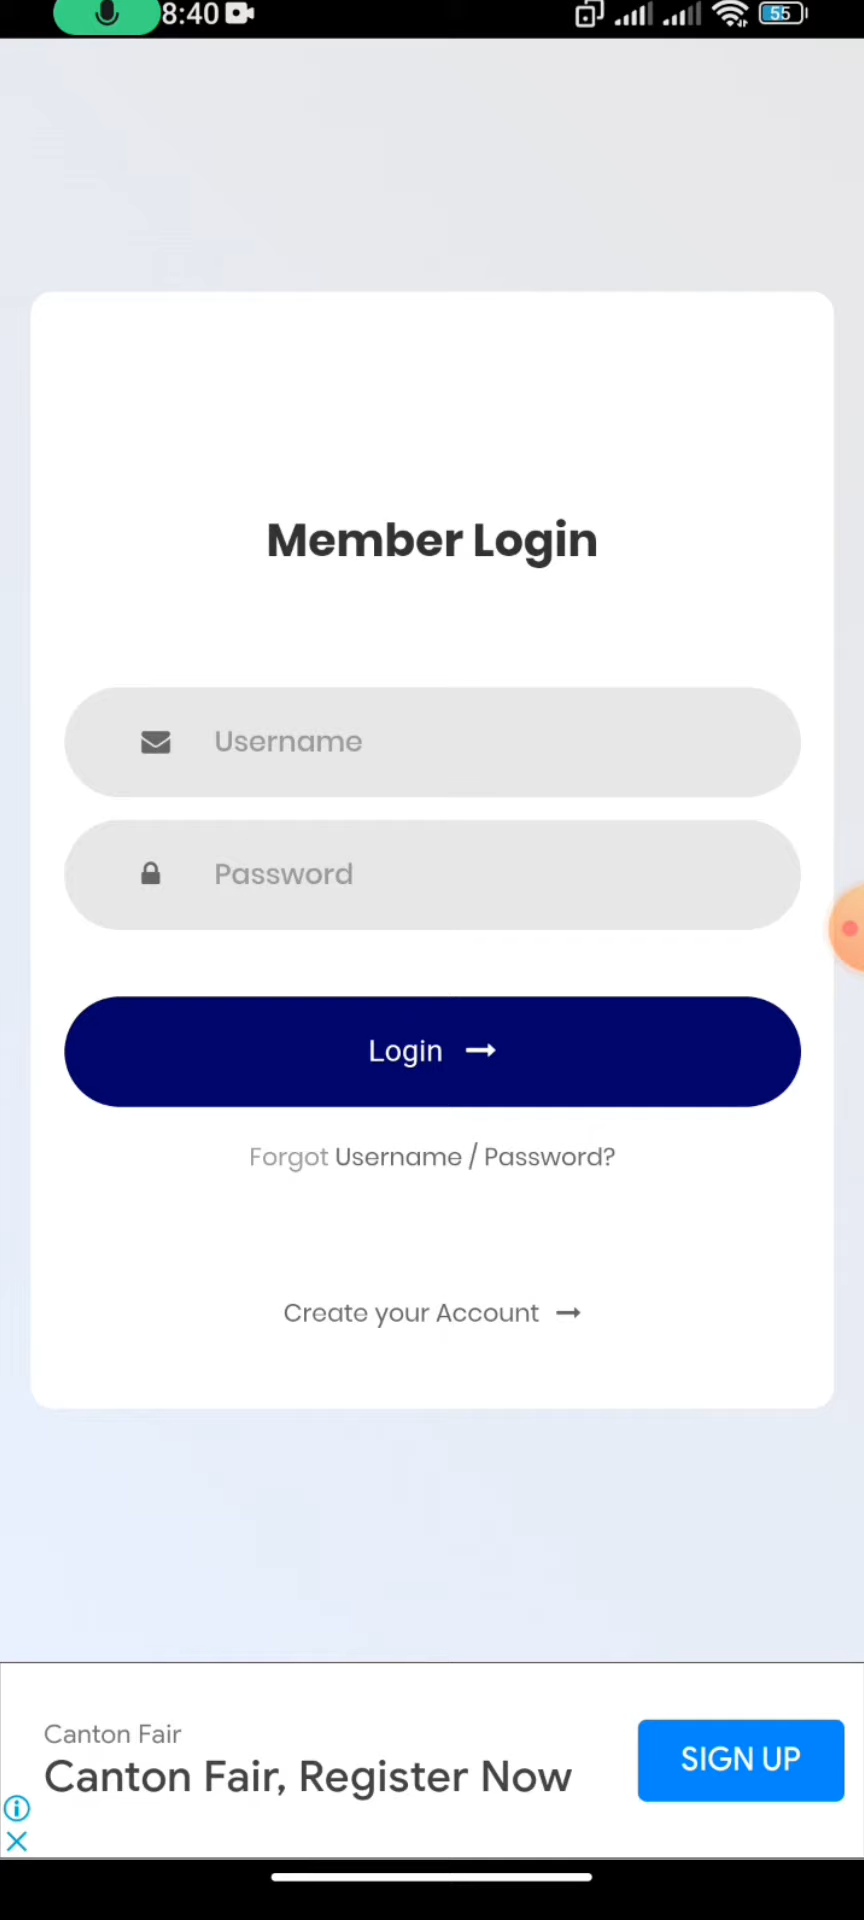 8:40
55
Member Login
Username
Password
Login
Forgot Username / Password?
Create your Account
Canton Fair
Canton Fair, Register Now
SIGN UP